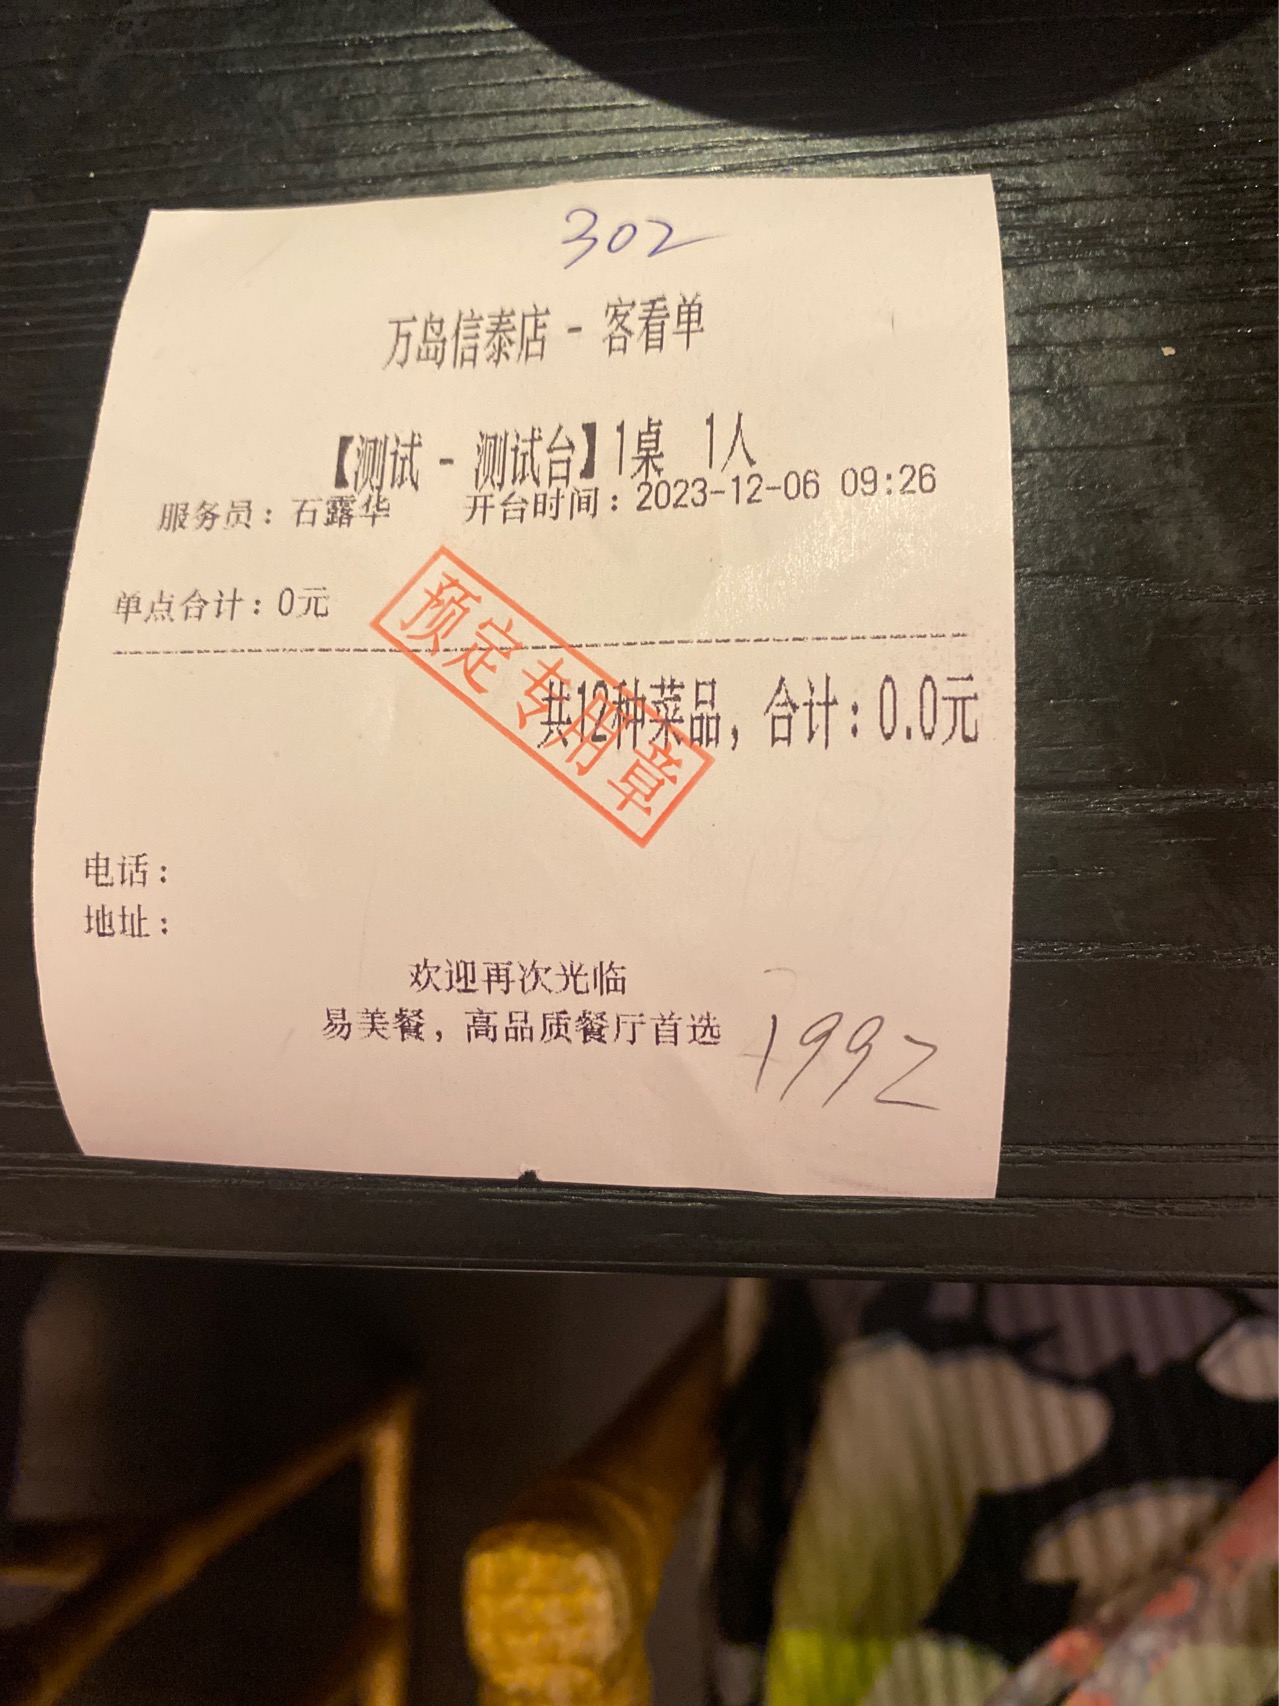 302
万岛信泰店 - 客看单
【测试 - 测试台】1桌 1人
服务员：石露华 开台时间：2023-12-06 09:26
单点合计：0元
预定专用章
共12种菜品，合计：0.0元
电话：
地址：
欢迎再次光临
易美餐，高品质餐厅首选
1992